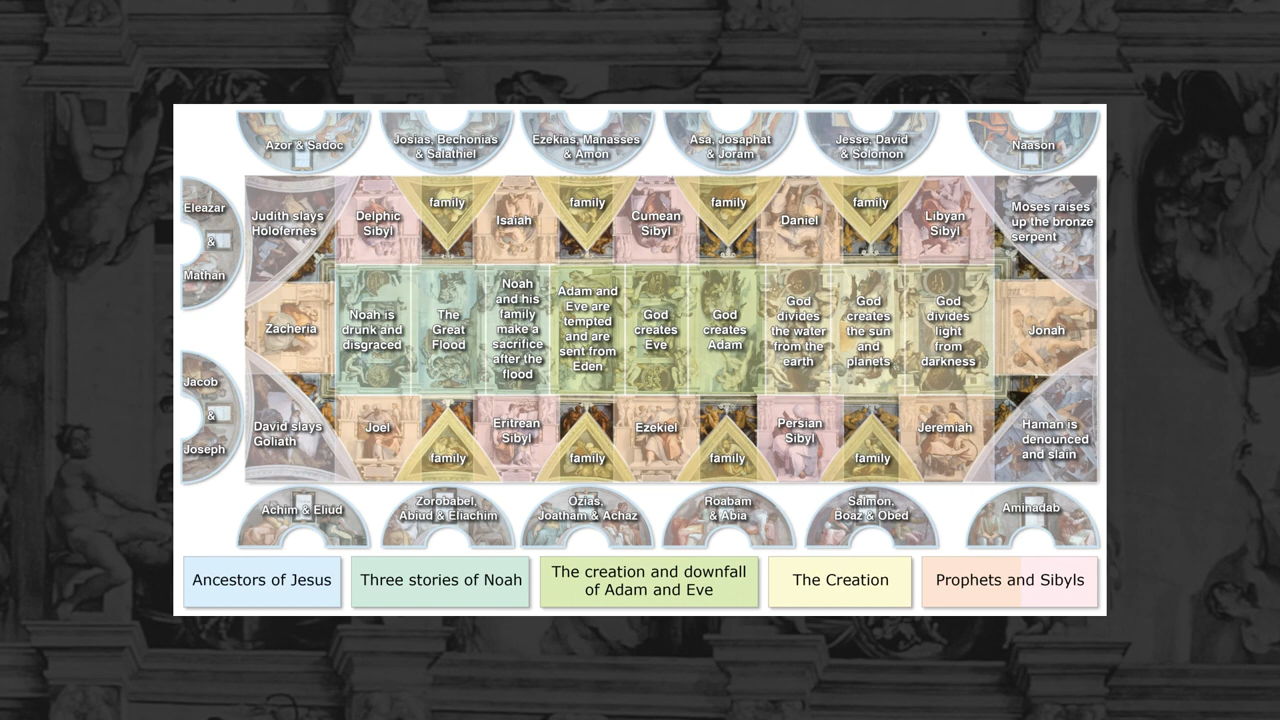 Azor & Sadoc
Josias, Bechonias
& Salathiel
Ezekias, Manasses
& Amon
Asa, Josaphat
& Joram
Jesse, David
& Solomon
Naason
Eleazar
&
Mathan
Judith slays
Holofernes
Delphic
Sibyl
family
Isaiah
family
Cumean
Sibyl
family
Daniel
family
Libyan
Sibyl
Moses raises
up the bronze
serpent
Zacheria
Noah is
drunk and
disgraced
The
Great
Flood
Noah
and his
family
make a
sacrifice
after the
flood
Adam and
Eve are
tempted
and are
sent from
Eden
God
creates
Eve
God
creates
Adam
God
divides
the water
from the
earth
God
creates
the sun
and
planets
God
divides
light
from
darkness
Jonah
Jacob
&
Joseph
David slays
Goliath
Joel
family
Eritrean
Sibyl
family
Ezekiel
family
Persian
Sibyl
family
Jeremiah
Haman is
denounced
and slain
Achim & Eliud
Zorobabel,
Abiud & Eliachim
Ozias,
Joatham & Achaz
Roabam
& Abia
Salmon,
Boaz & Obed
Aminadab
Ancestors of Jesus
Three stories of Noah
The creation and downfall
of Adam and Eve
The Creation
Prophets and Sibyls